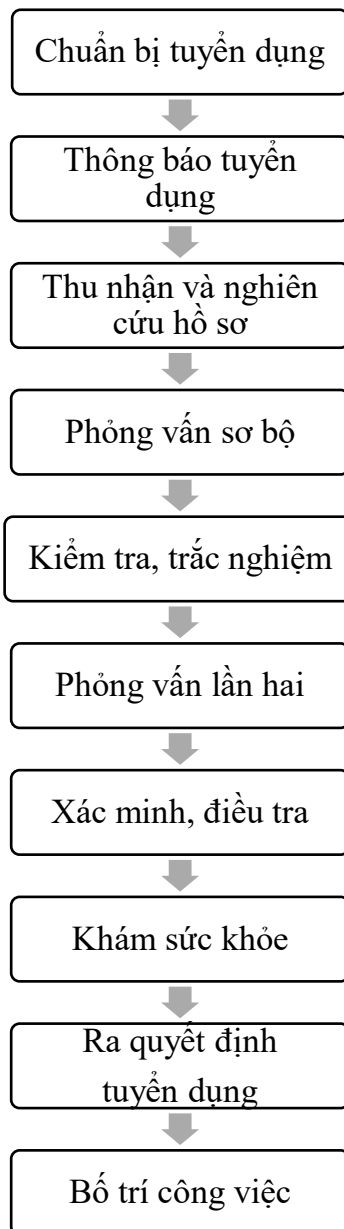 Chuẩn bị tuyển dụng
Thông báo tuyển
dụng
Thu nhận và nghiên
cứu hồ sơ
Phỏng vấn sơ bộ
Kiểm tra, trắc nghiệm
Phỏng vấn lần hai
Xác minh, điều tra
Khám sức khỏe
Ra quyết định
tuyển dụng
Bố trí công việc